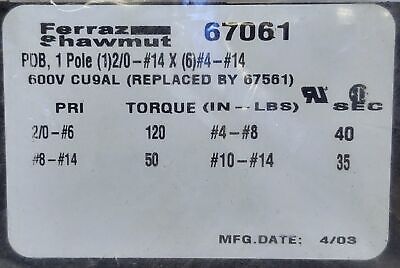 Ferraz Shawmut 67061
PDB, 1 Pole (1)2/0-#14 X (6)#4-#14
600V CU9AL (REPLACED BY 67561)
PRI TORQUE (IN-LBS) SEC
2/0-#6 120 #4-#8 40
#8-#14 50 #10-#14 35
MFG.DATE: 4/03